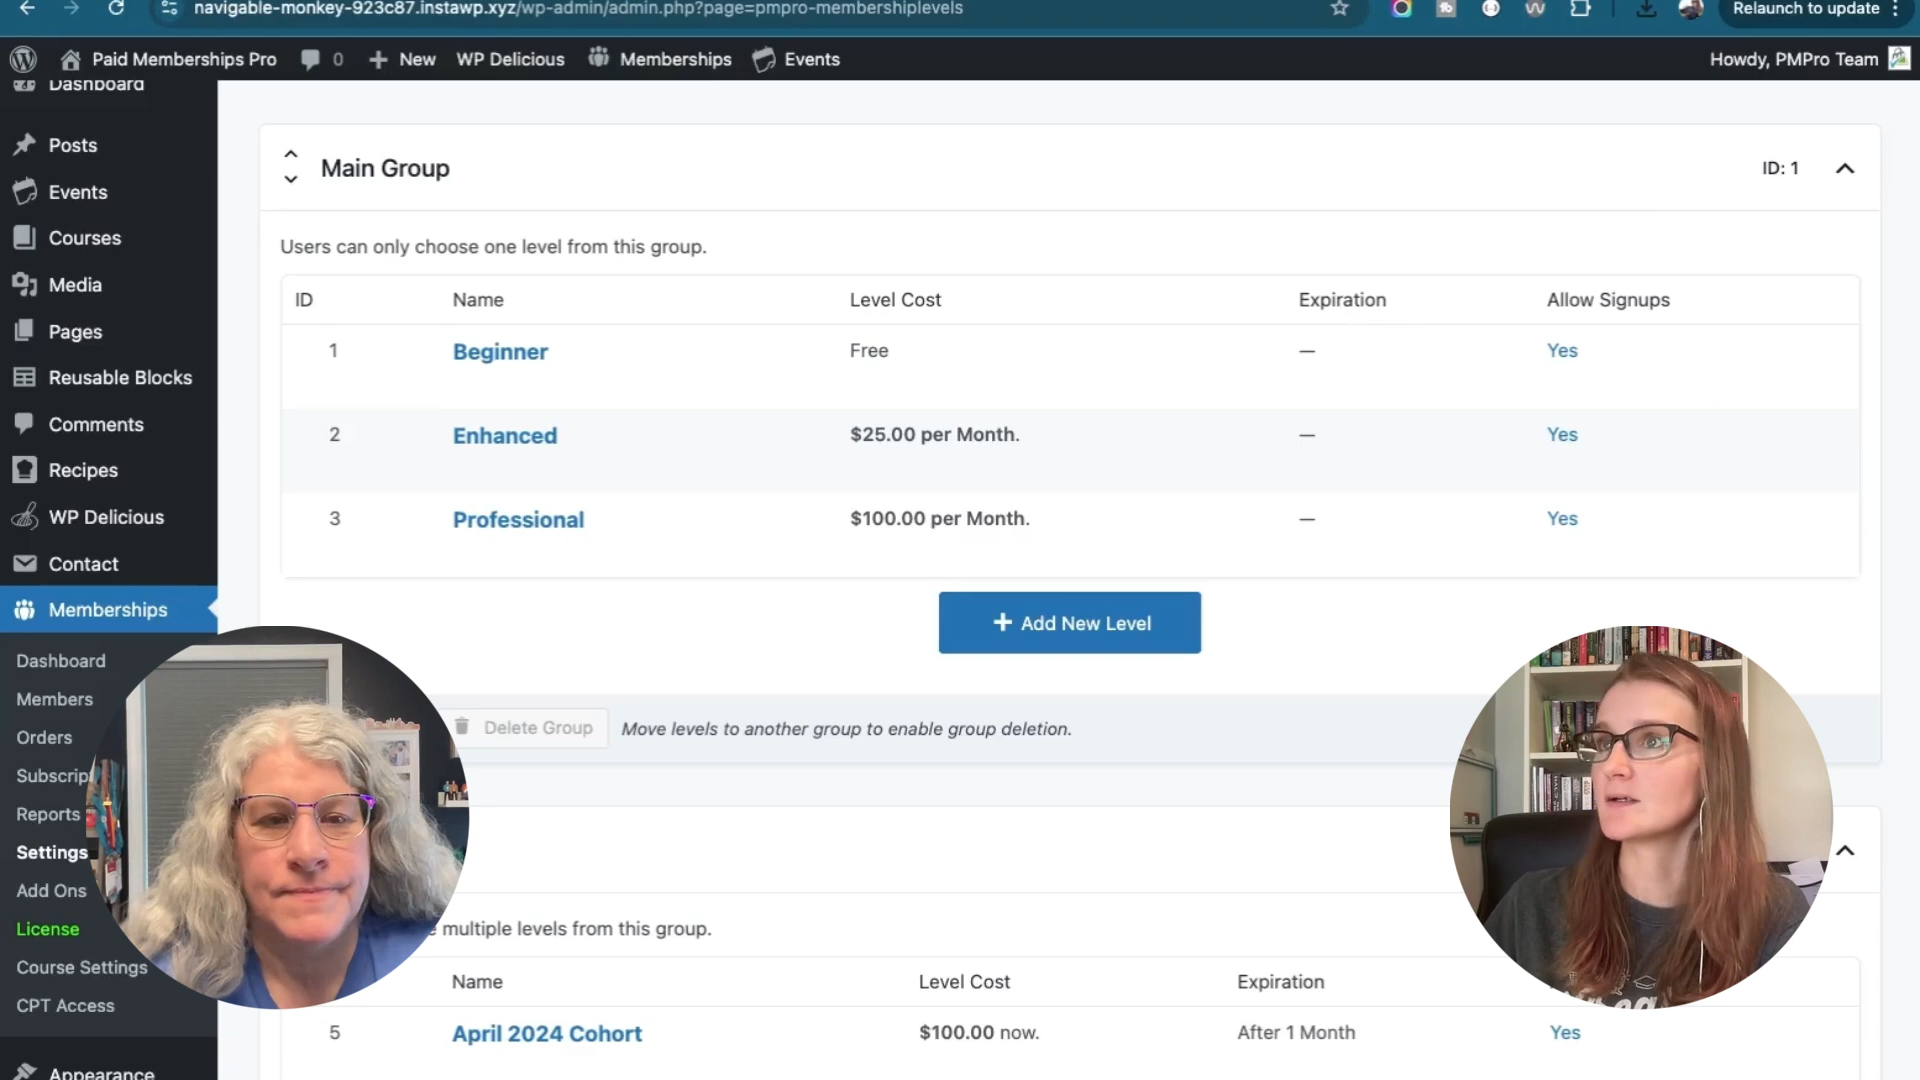 navigable-monkey-923c87.instawp.xyz/wp-admin/admin.php?page=pmpro-membershiplevels
Relaunch to update
Paid Memberships Pro
0
New
WP Delicious
Memberships
Events
Howdy, PMPro Team
Dashboard
Posts
Events
Courses
Media
Pages
Reusable Blocks
Comments
Recipes
WP Delicious
Contact
Memberships
Dashboard
Members
Orders
Subscrip
Reports
Settings
Add Ons
License
Course Settings
CPT Access
Appearance
Main Group
ID: 1
Users can only choose one level from this group.
ID Name Level Cost Expiration Allow Signups
1 Beginner Free — Yes
2 Enhanced $25.00 per Month. — Yes
3 Professional $100.00 per Month. — Yes
+ Add New Level
Delete Group Move levels to another group to enable group deletion.
multiple levels from this group.
Name Level Cost Expiration
5 April 2024 Cohort $100.00 now. After 1 Month Yes